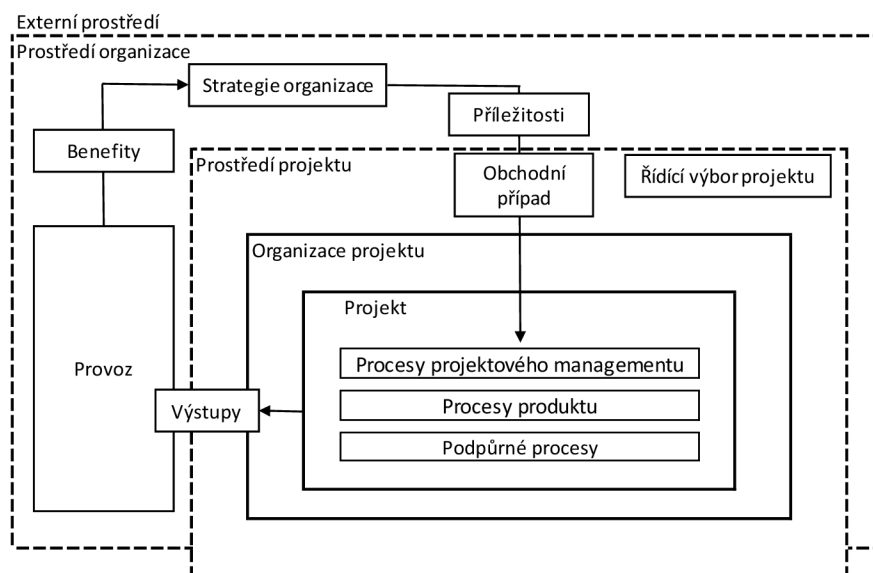 Externí prostředí
Prostředí organizace
Strategie organizace
Příležitosti
Benefity
Prostředí projektu
Obchodní
případ
Řídící výbor projektu
Organizace projektu
Projekt
Procesy projektového managementu
Provoz
Výstupy
Procesy produktu
Podpůrné procesy